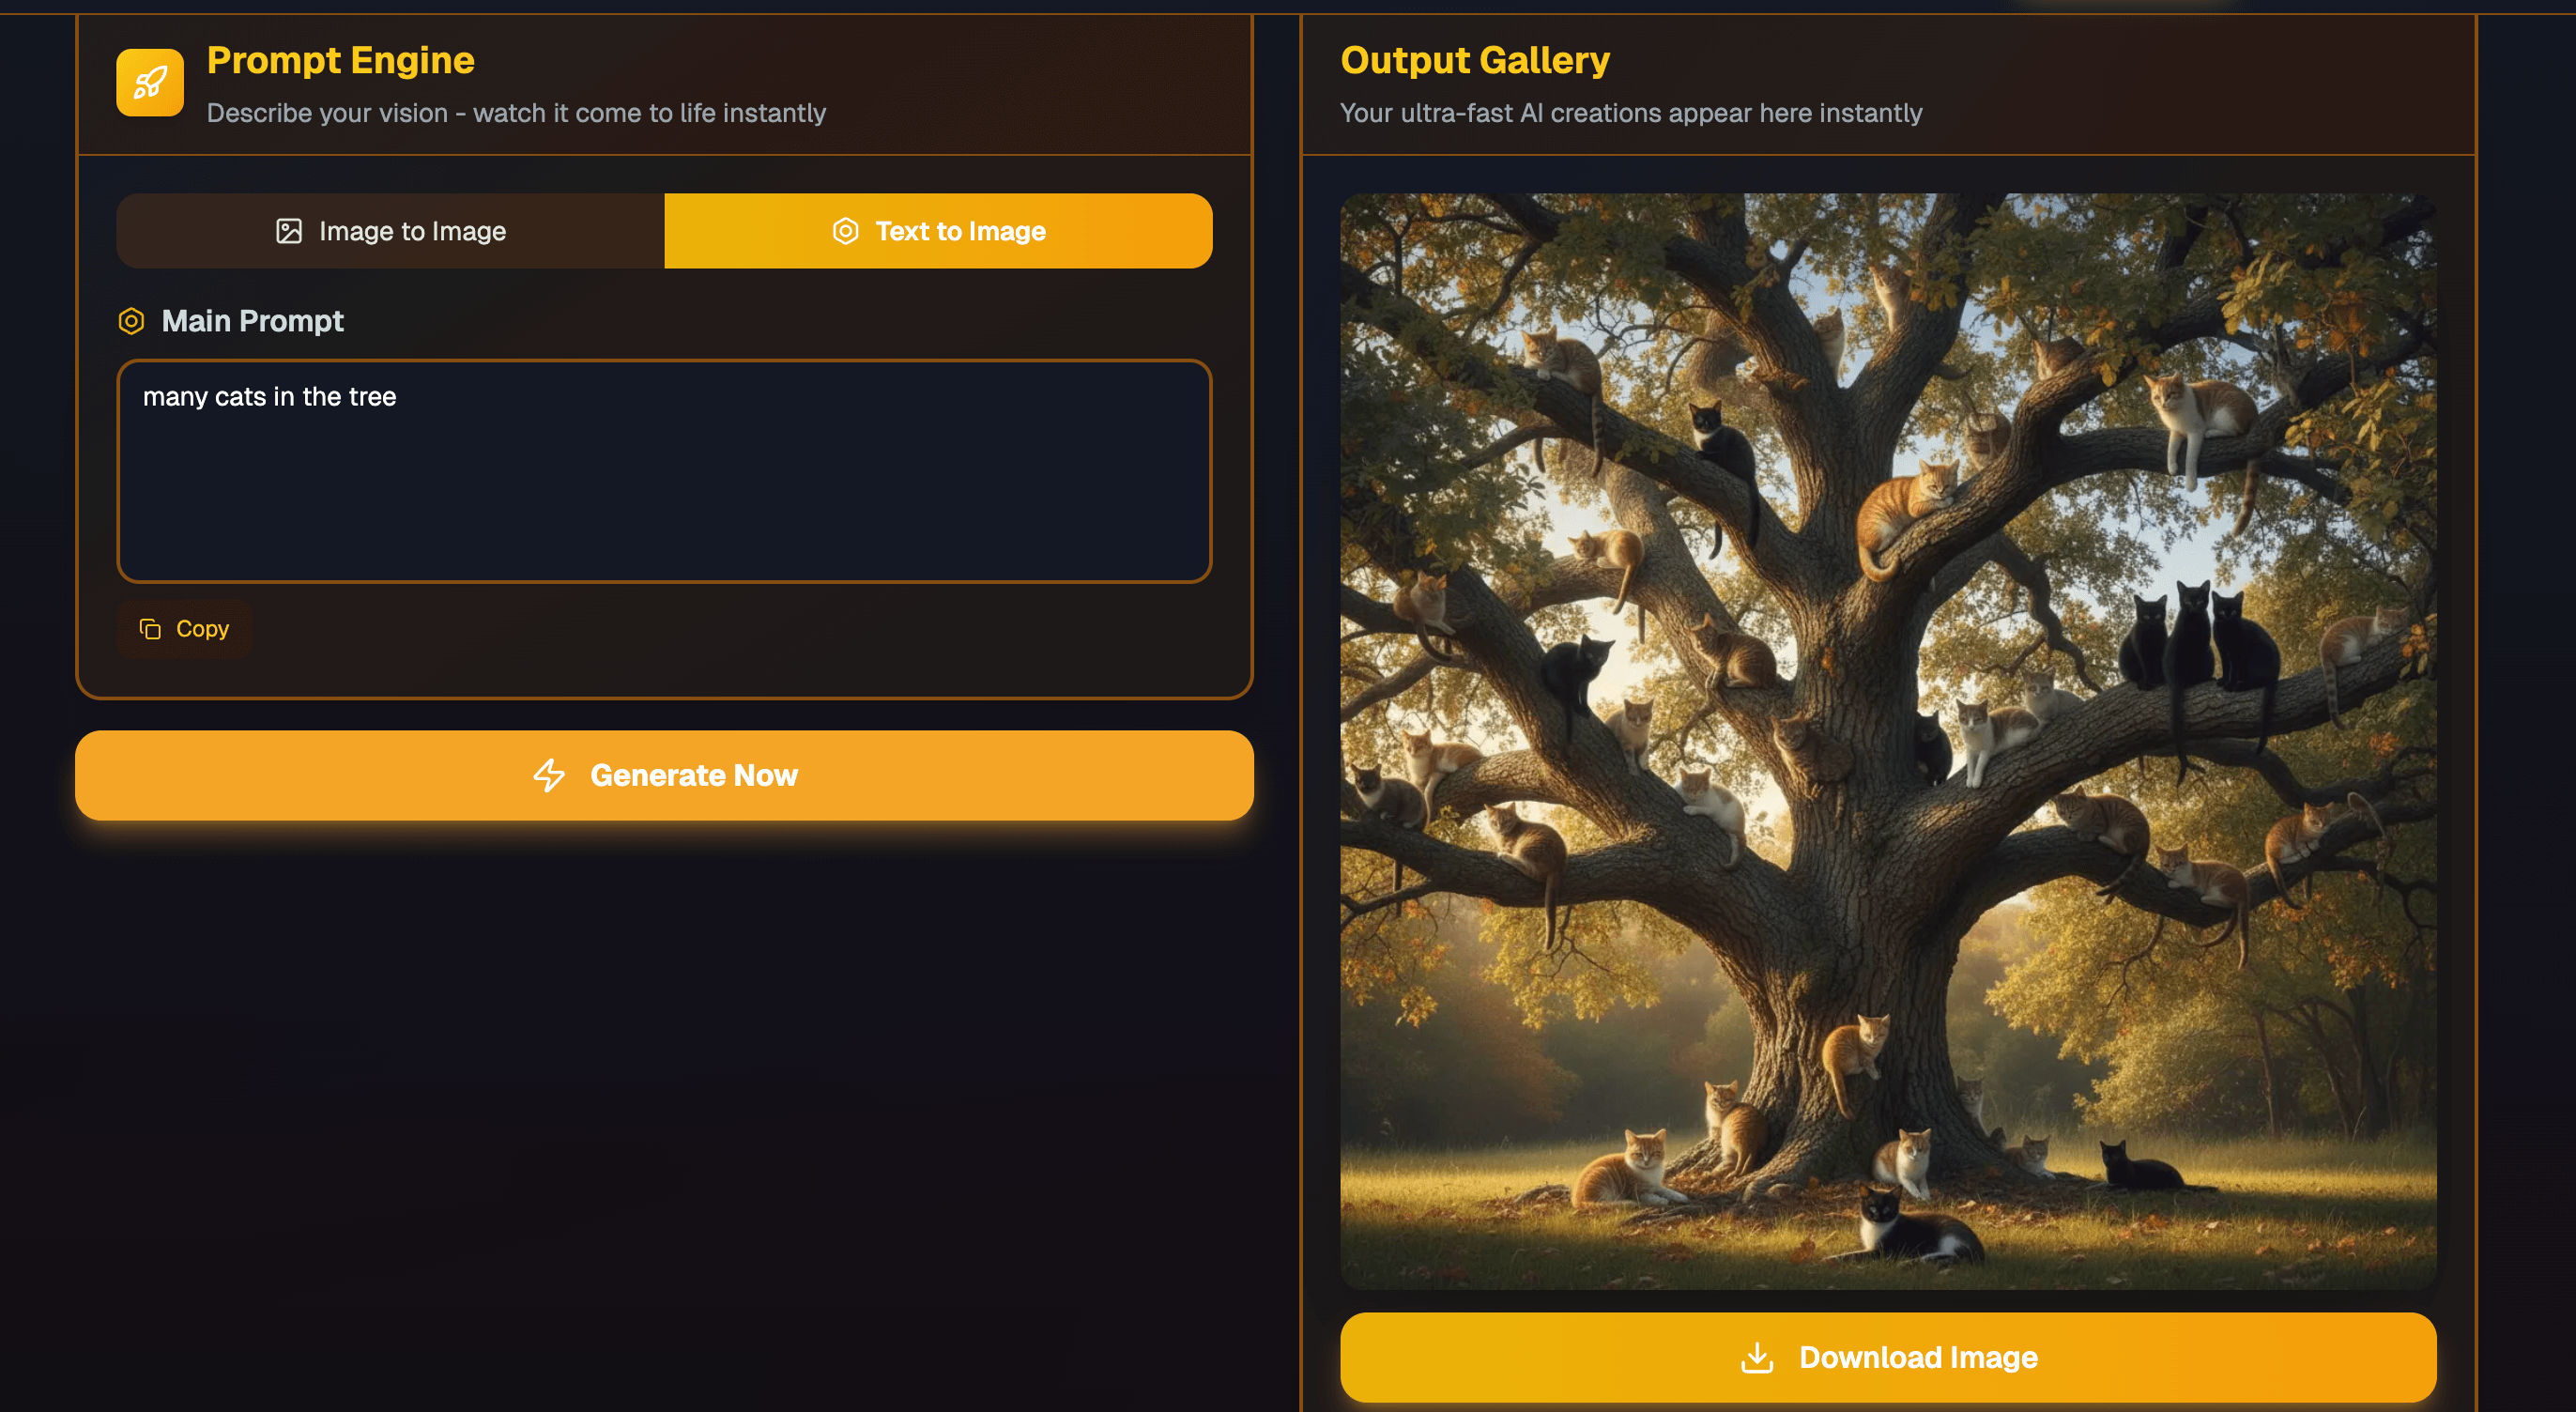 Prompt Engine
Describe your vision - watch it come to life instantly
Image to Image
Text to Image
Main Prompt
many cats in the tree
Copy
Generate Now
Output Gallery
Your ultra-fast AI creations appear here instantly
Download Image